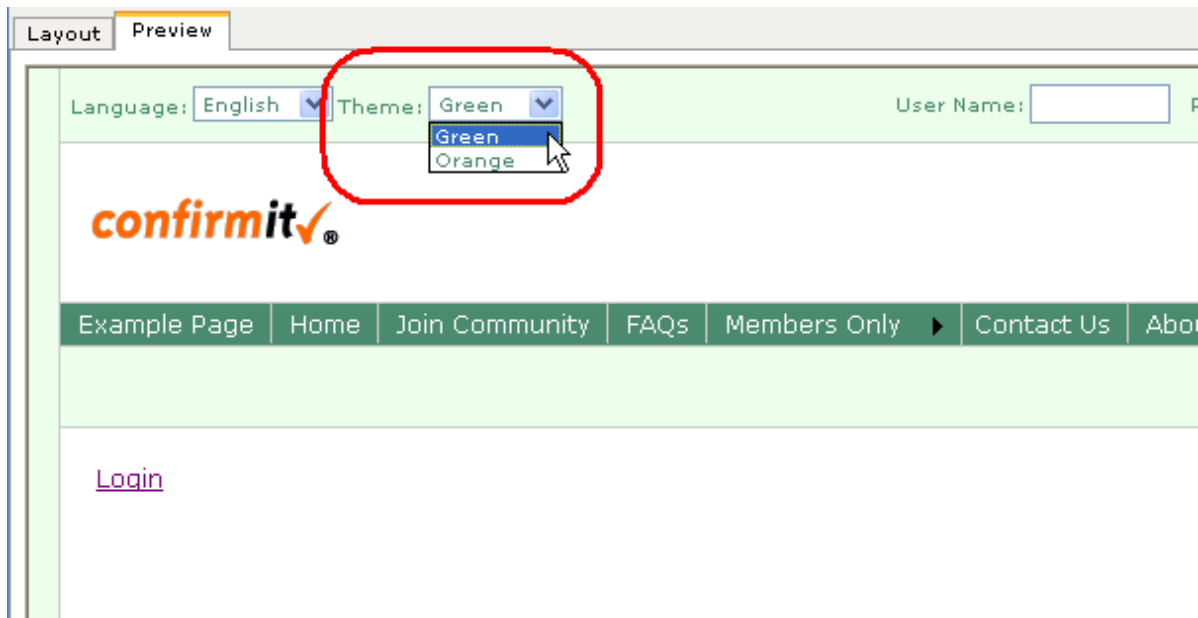 Layout Preview
Language: English Theme: Green User Name:
Green
Orange
confirmit®
Example Page Home Join Community FAQs Members Only Contact Us
Login